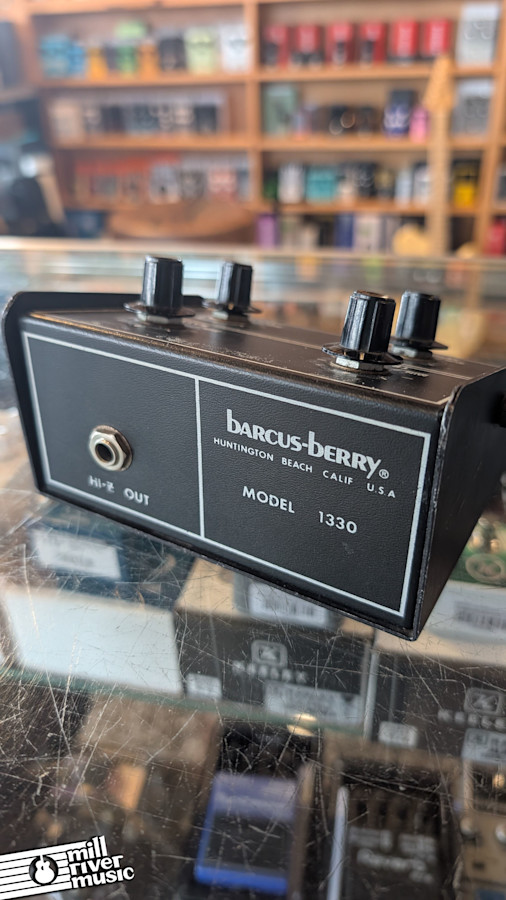 barcus-berry®
HUNTINGTON BEACH CALIF U.S.A
MODEL 1330
HI-Z OUT
mill
river
music